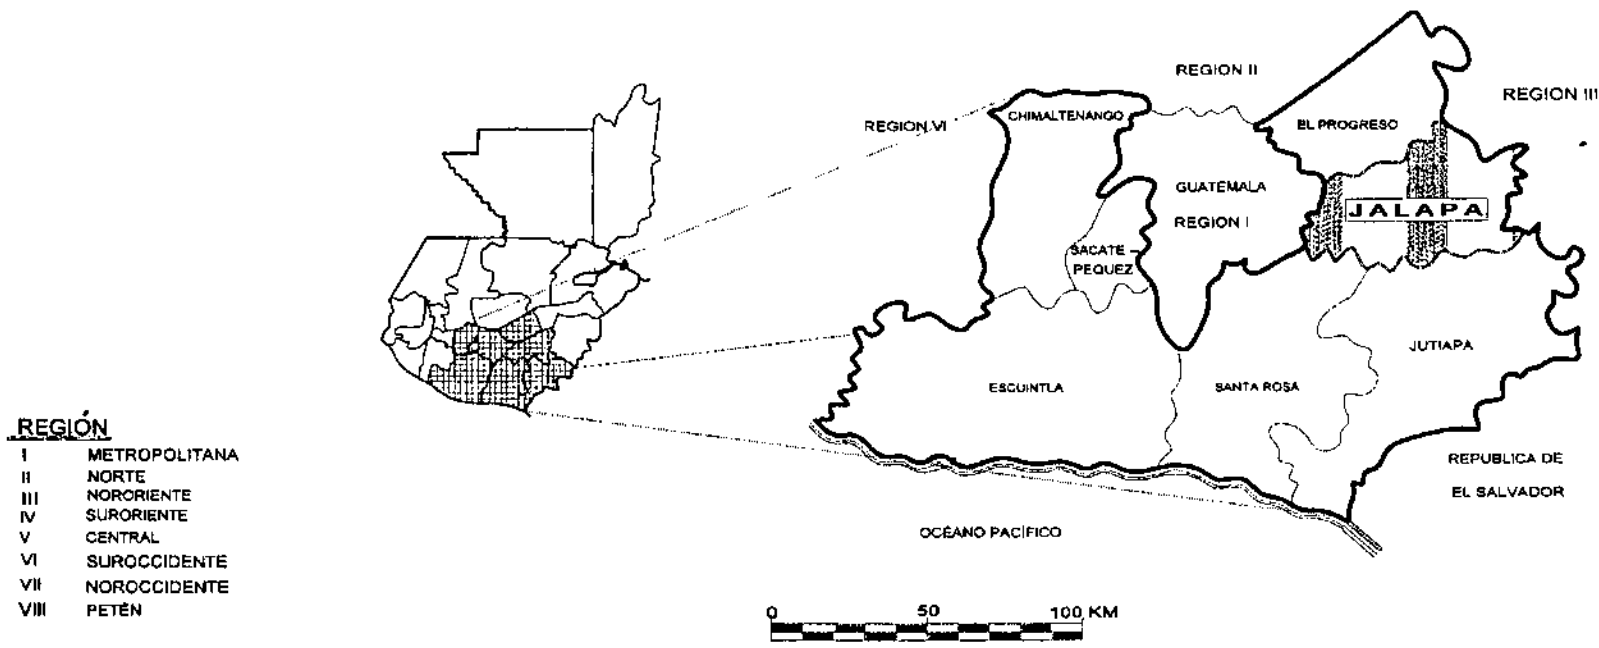 REGION II
REGION III
REGION VI
CHIMALTENANGO
EL PROGRESO
GUATEMALA
REGION I
JALAPA
SACATE -
PEQUEZ
JUTIAPA
ESCUINTLA
SANTA ROSA
REGIÓN
I METROPOLITANA
II NORTE
III NORORIENTE
IV SURORIENTE
V CENTRAL
VI SUROCCIDENTE
VII NOROCCIDENTE
VIII PETÉN
REPUBLICA DE
EL SALVADOR
OCÉANO PACÍFICO
0 50 100 KM